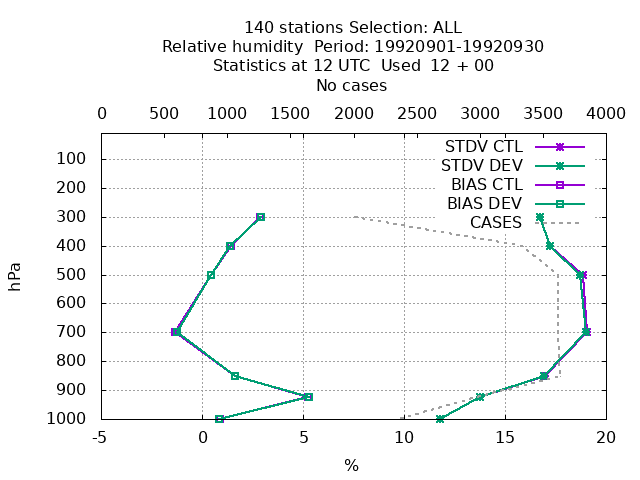 140 stations Selection: ALL
Relative humidity  Period: 19920901-19920930
Statistics at 12 UTC  Used  12 + 00
No cases
0 500 1000 1500 2000 2500 3000 3500 4000
STDV CTL
STDV DEV
BIAS CTL
BIAS DEV
CASES
100
200
300
400
500
600
700
800
900
1000
hPa
-5 0 5 10 15 20
%